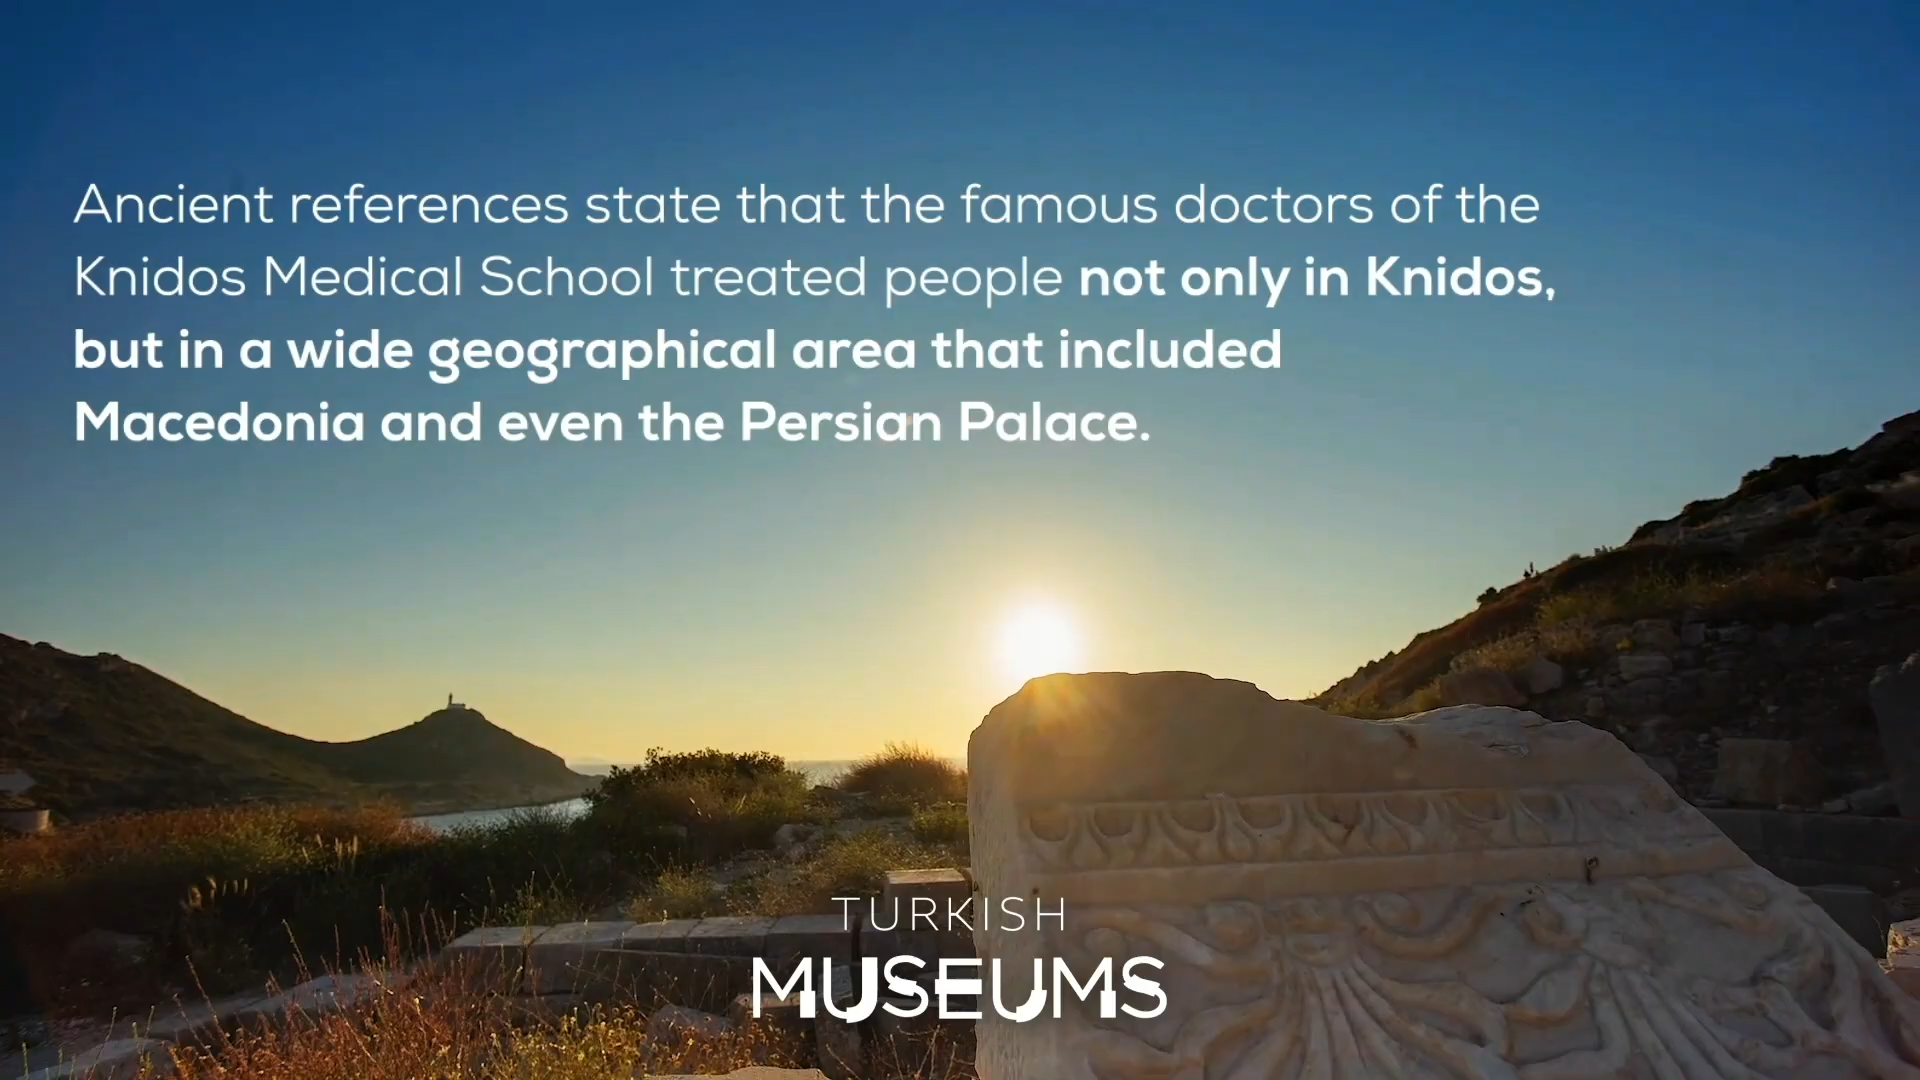 Ancient references state that the famous doctors of the
Knidos Medical School treated people not only in Knidos,
but in a wide geographical area that included
Macedonia and even the Persian Palace.
TURKISH
MUSEUMS